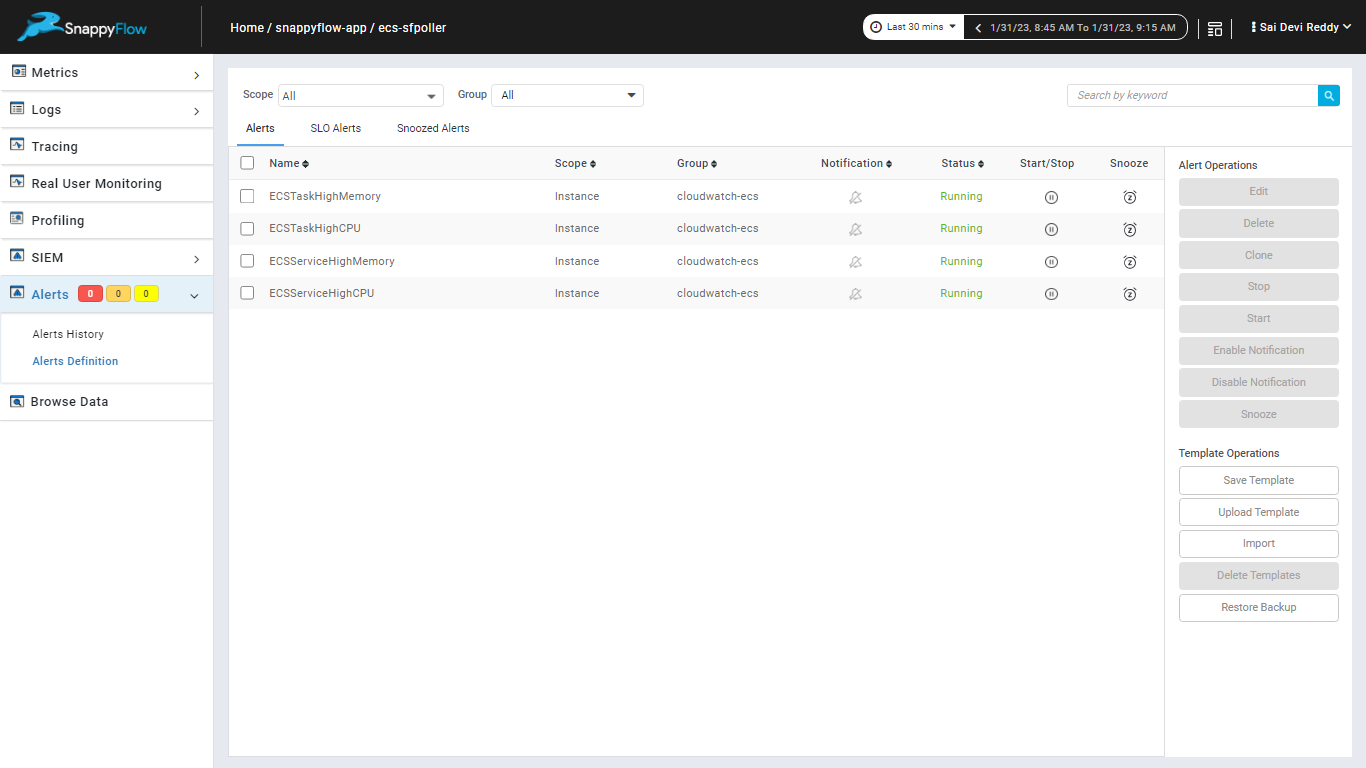 SnappyFlow
Home / snappyflow-app / ecs-sfpoller
Last 30 mins
1/31/23, 8:45 AM To 1/31/23, 9:15 AM
Sai Devi Reddy
Metrics
Logs
Tracing
Real User Monitoring
Profiling
SIEM
Alerts 0 0 0
Alerts History
Alerts Definition
Browse Data
Scope All Group All
Search by keyword
Alerts SLO Alerts Snoozed Alerts
Name Scope Group Notification Status Start/Stop Snooze
ECSTaskHighMemory Instance cloudwatch-ecs Running
ECSTaskHighCPU Instance cloudwatch-ecs Running
ECSServiceHighMemory Instance cloudwatch-ecs Running
ECSServiceHighCPU Instance cloudwatch-ecs Running
Alert Operations
Edit
Delete
Clone
Stop
Start
Enable Notification
Disable Notification
Snooze
Template Operations
Save Template
Upload Template
Import
Delete Templates
Restore Backup